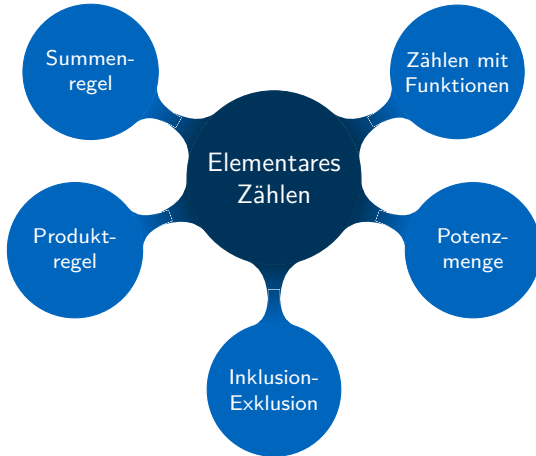 Summen-
regel
Zählen mit
Funktionen
Elementares
Zählen
Produkt-
regel
Potenz-
menge
Inklusion-
Exklusion